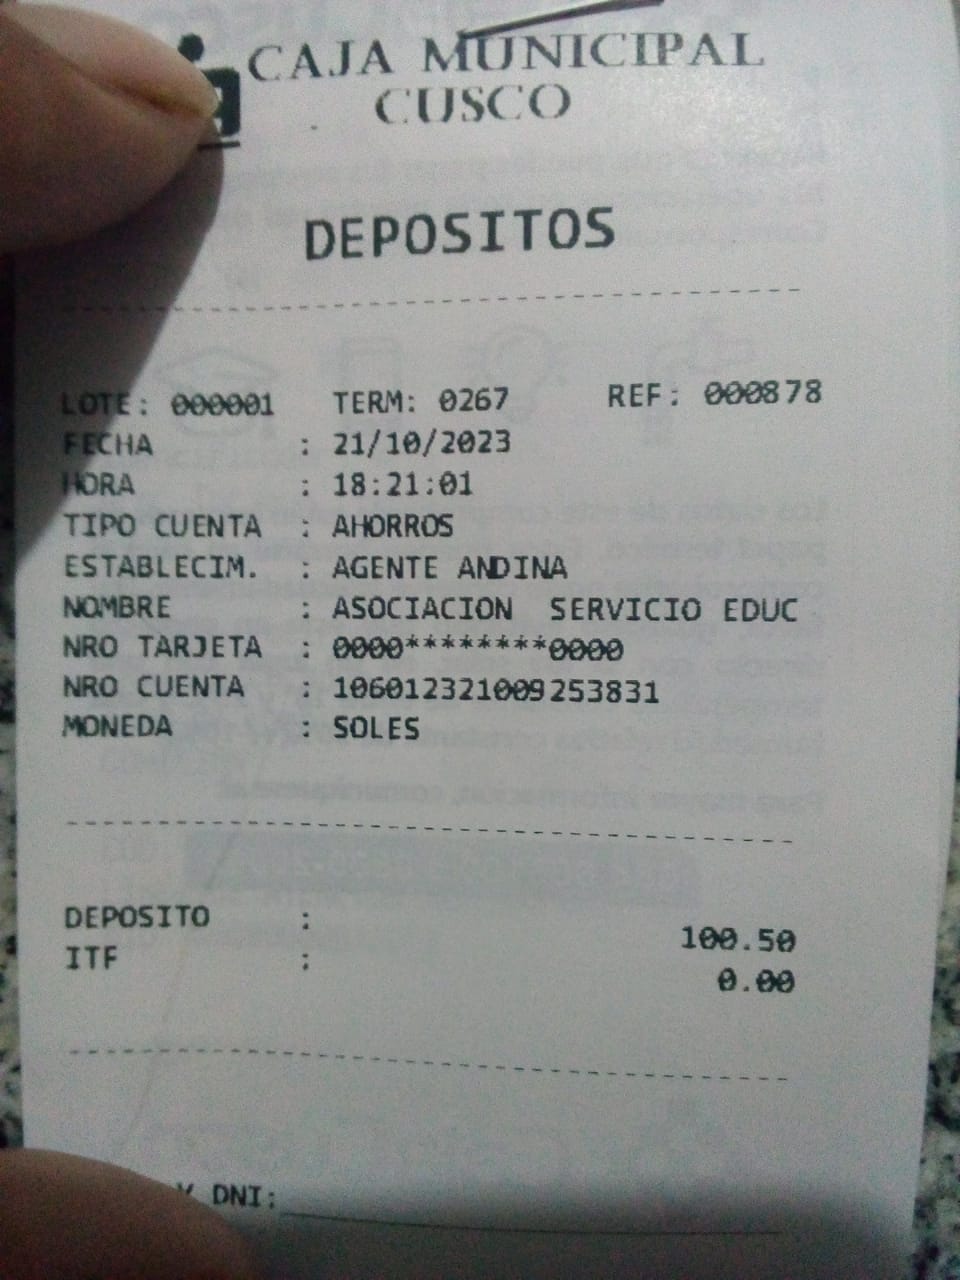 CAJA MUNICIPAL
CUSCO
DEPOSITOS
LOTE: 000001 TERM: 0267 REF: 000878
FECHA : 21/10/2023
HORA : 18:21:01
TIPO CUENTA : AHORROS
ESTABLECIM. : AGENTE ANDINA
NOMBRE : ASOCIACION SERVICIO EDUC
NRO TARJETA : 0000********0000
NRO CUENTA : 106012321009253831
MONEDA : SOLES
DEPOSITO : 100.50
ITF : 0.00
Y DNI: